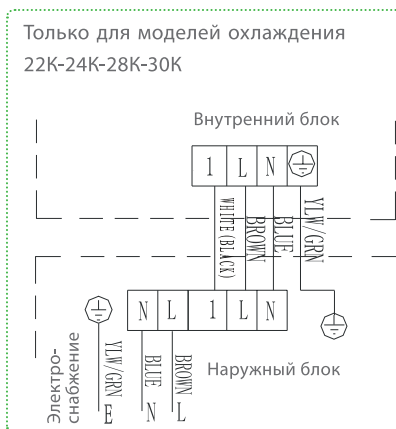 Только для моделей охлаждения
22K-24K-28K-30K
Внутренний блок
1 L N
WHITE (BLACK)
BROWN
BLUE
YLW/GRN
N L 1 L N
Электро-
снабжение
YLW/GRN
BLUE
BROWN
Наружный блок
E N L